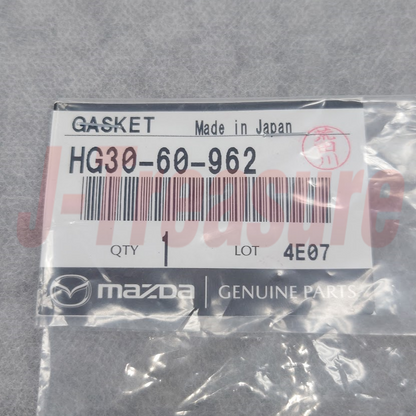 GASKET Made in Japan
HG30-60-962
J-Treasure
QTY 1 LOT 4E07
mazda GENUINE PARTS